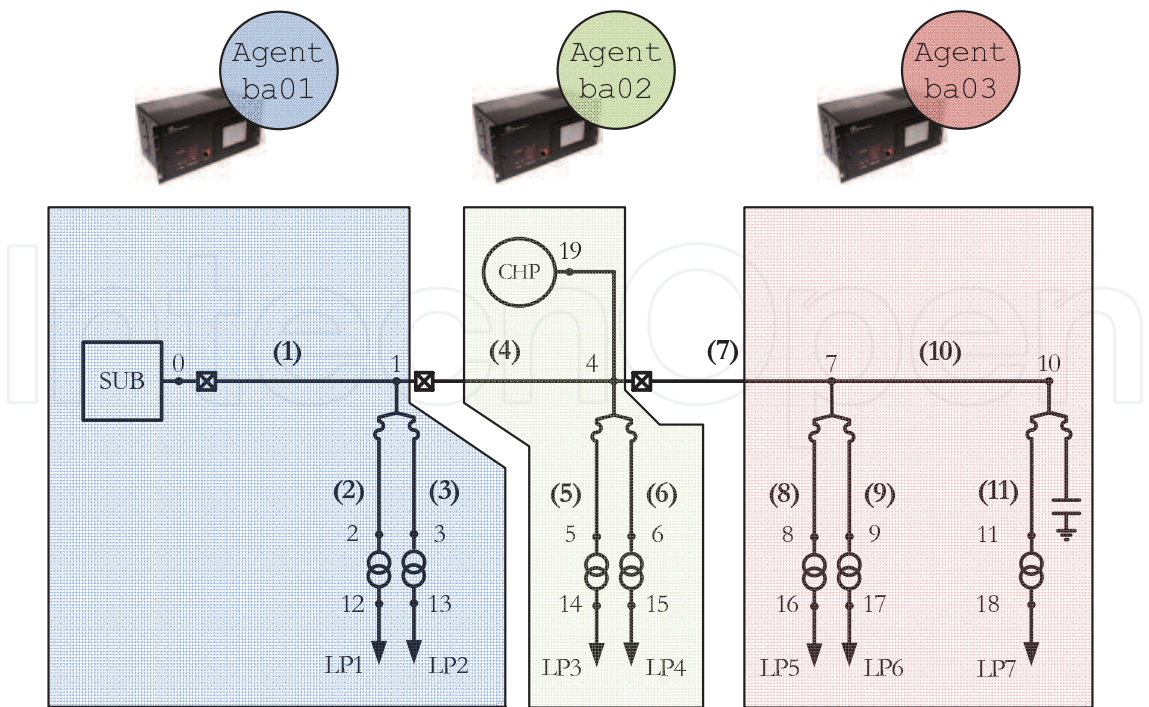 Agent
ba01
Agent
ba02
Agent
ba03
IntechOpen
CHP
19
SUB
0
(1)
1
(4)
4
(7)
7
(10)
10
(2)
(3)
(5)
(6)
(8)
(9)
(11)
2
3
5
6
8
9
11
12
13
14
15
16
17
18
LP1
LP2
LP3
LP4
LP5
LP6
LP7